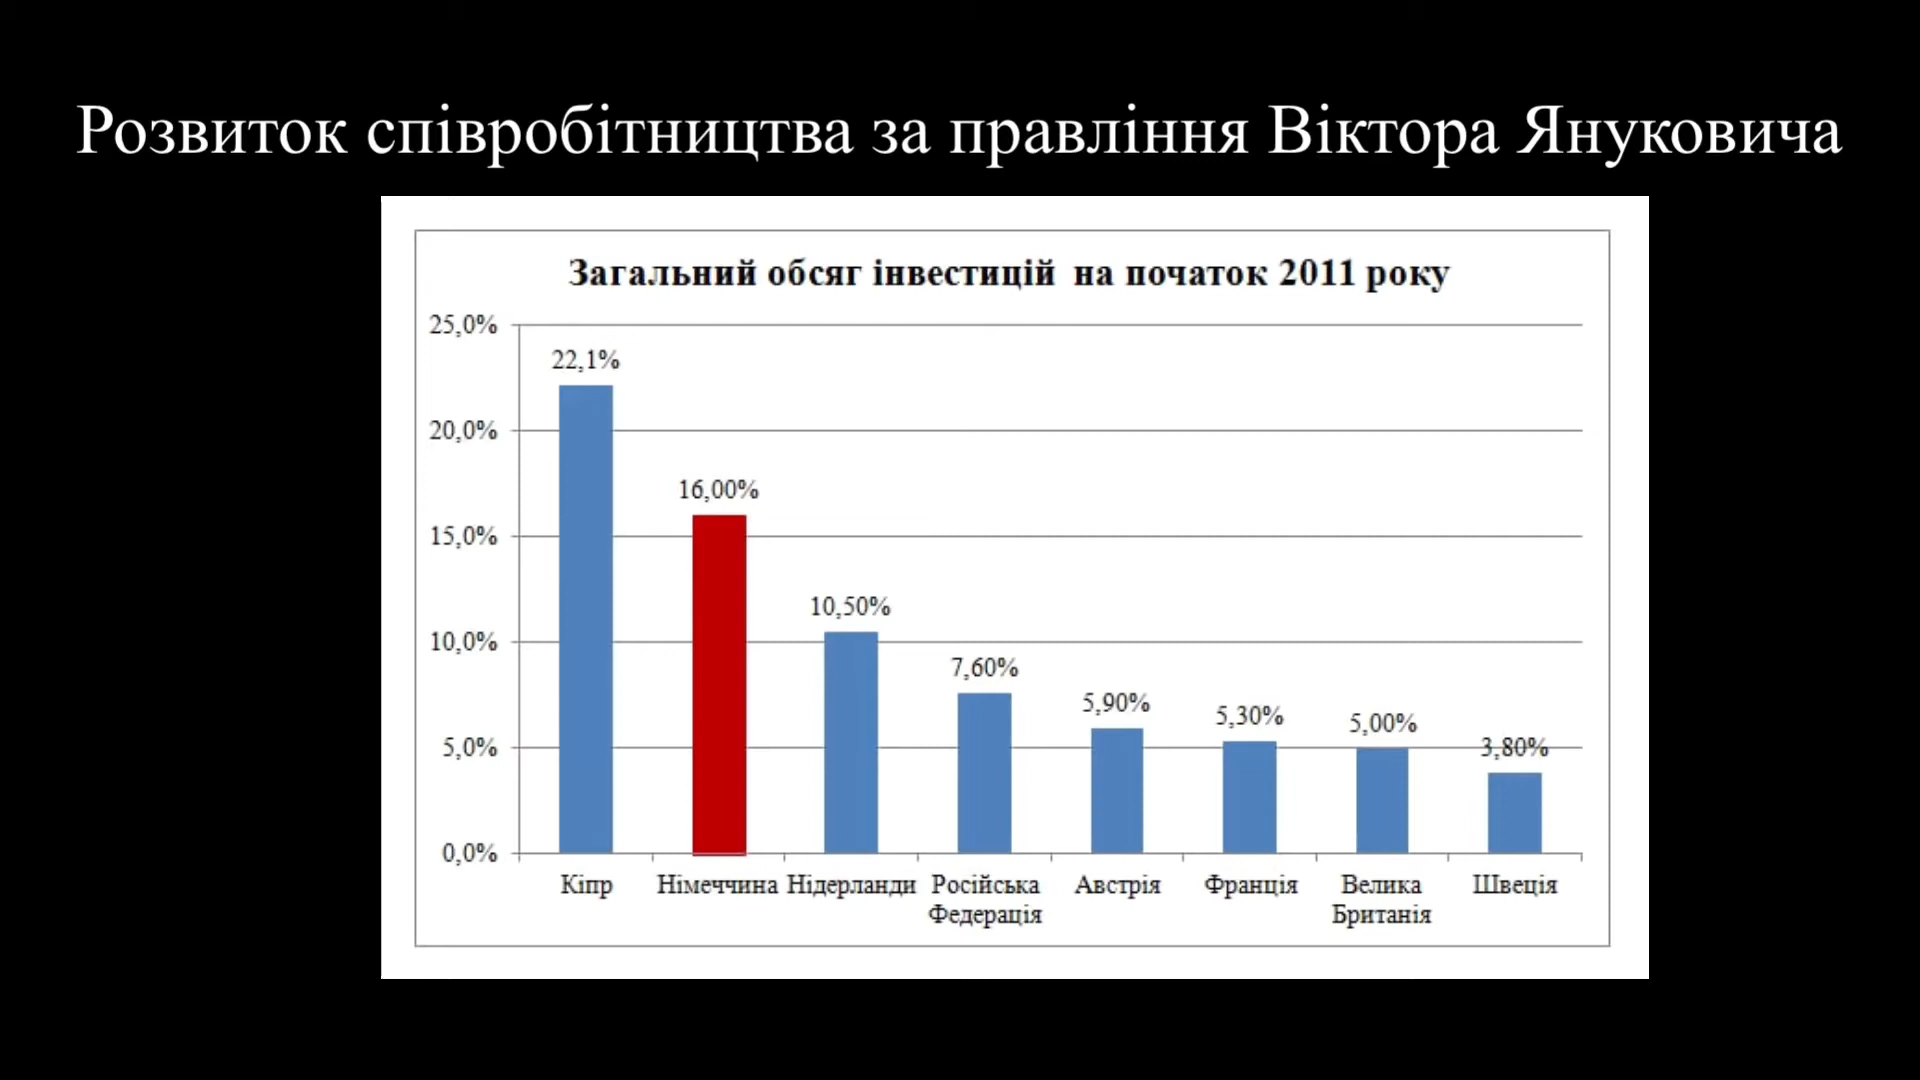 Розвиток співробітництва за правління Віктора Януковича
Загальний обсяг інвестицій на початок 2011 року
25,0%
20,0%
15,0%
10,0%
5,0%
0,0%
22,1%
16,00%
10,50%
7,60%
5,90%
5,30%
5,00%
3,80%
Кіпр
Німеччина
Нідерланди
Російська
Федерація
Австрія
Франція
Велика
Британія
Швеція